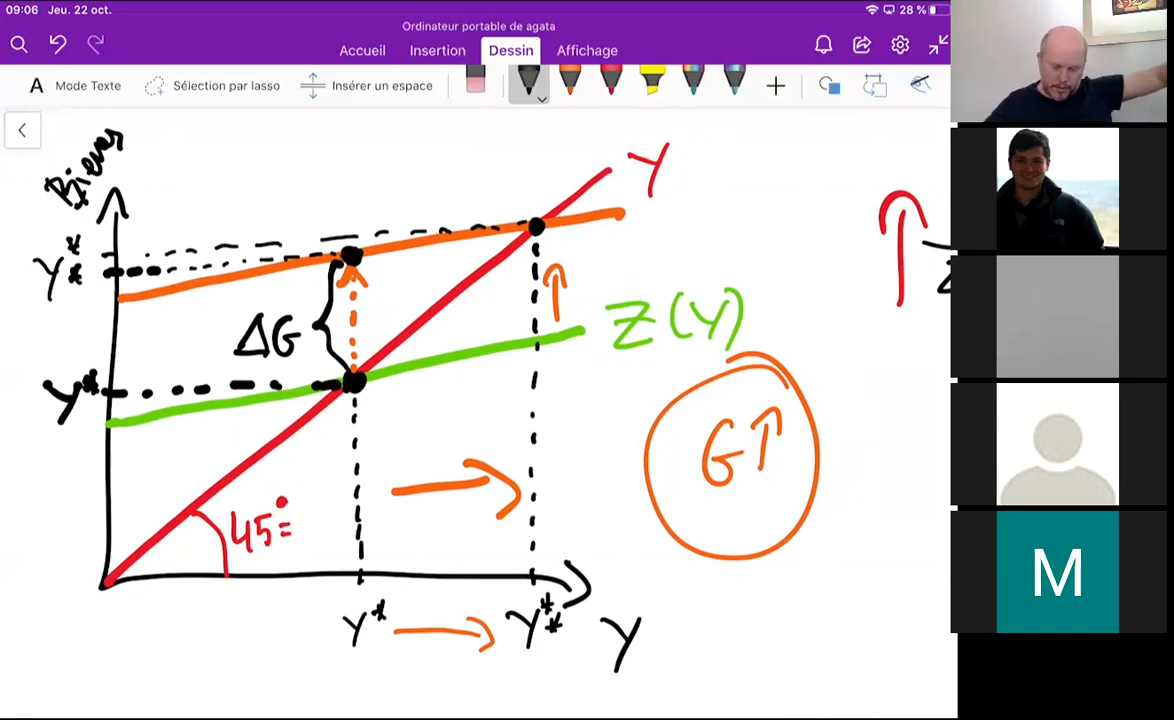 09:06 Jeu. 22 oct.
28 %
Ordinateur portable de agata
Accueil Insertion Dessin Affichage
A Mode Texte Sélection par lasso Insérer un espace
Y
Y**
ΔG
Z(Y)
Y*
G↑
45°
Y* → Y** Y
M